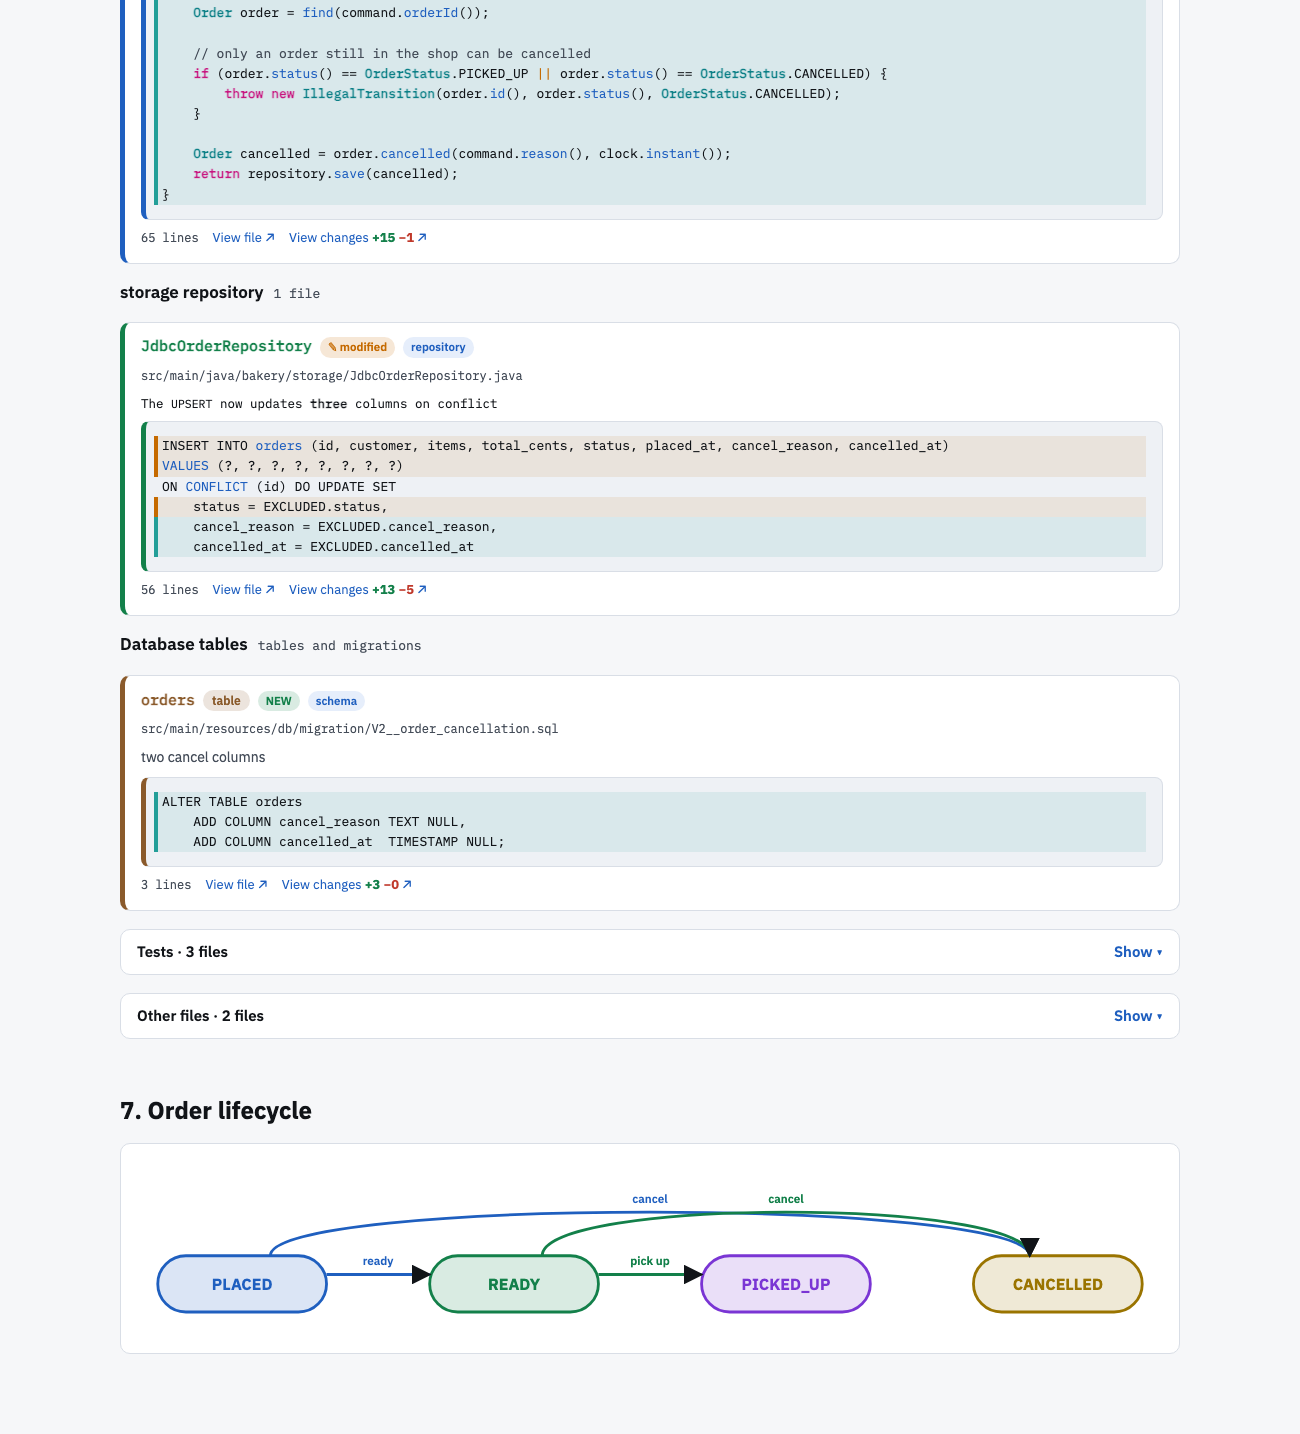 Order order = find(command.orderId());
    // only an order still in the shop can be cancelled
    if (order.status() == OrderStatus.PICKED_UP || order.status() == OrderStatus.CANCELLED) {
        throw new IllegalTransition(order.id(), order.status(), OrderStatus.CANCELLED);
    }
    Order cancelled = order.cancelled(command.reason(), clock.instant());
    return repository.save(cancelled);
}
65 lines View file ↗ View changes +15 −1 ↗
storage repository 1 file
JdbcOrderRepository ✎ modified repository
src/main/java/bakery/storage/JdbcOrderRepository.java
The UPSERT now updates three columns on conflict
INSERT INTO orders (id, customer, items, total_cents, status, placed_at, cancel_reason, cancelled_at)
VALUES (?, ?, ?, ?, ?, ?, ?, ?)
ON CONFLICT (id) DO UPDATE SET
    status = EXCLUDED.status,
    cancel_reason = EXCLUDED.cancel_reason,
    cancelled_at = EXCLUDED.cancelled_at
56 lines View file ↗ View changes +13 −5 ↗
Database tables tables and migrations
orders table NEW schema
src/main/resources/db/migration/V2__order_cancellation.sql
two cancel columns
ALTER TABLE orders
    ADD COLUMN cancel_reason TEXT NULL,
    ADD COLUMN cancelled_at  TIMESTAMP NULL;
3 lines View file ↗ View changes +3 −0 ↗
Tests · 3 files Show ▾
Other files · 2 files Show ▾
7. Order lifecycle
cancel cancel
ready pick up
PLACED READY PICKED_UP CANCELLED